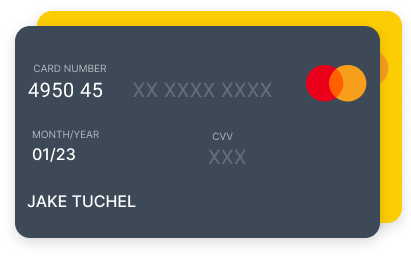 CARD NUMBER
4950 45 XX XXXX XXXX
MONTH/YEAR CVV
01/23 XXX
JAKE TUCHEL